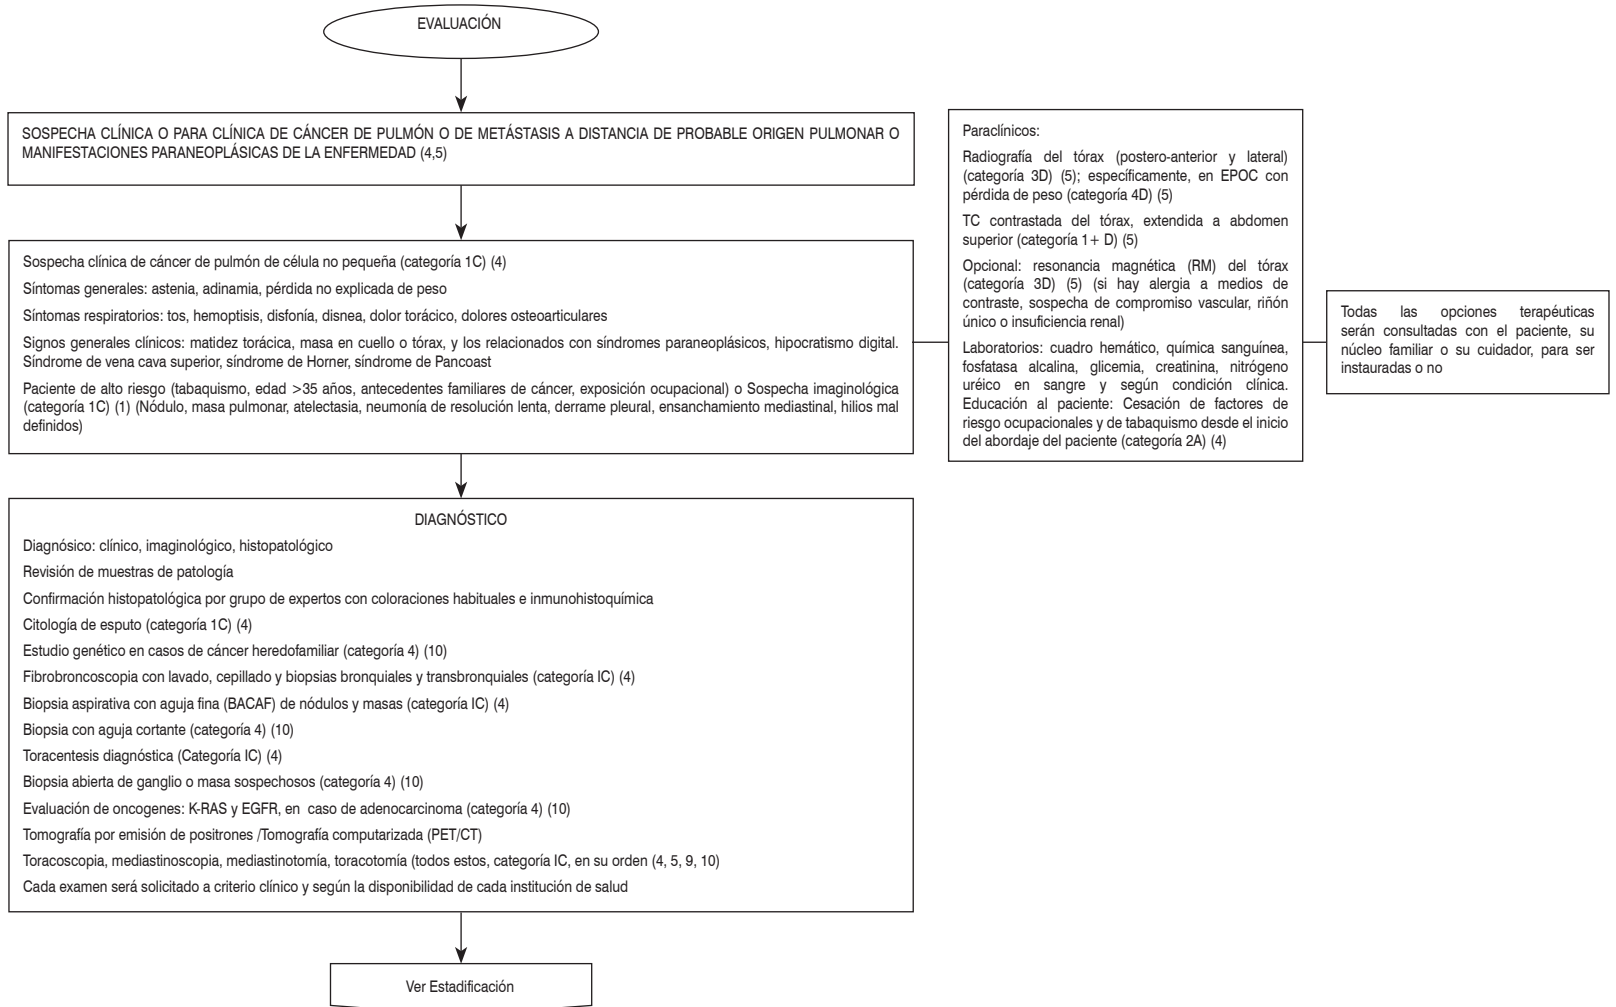 EVALUACIÓN
SOSPECHA CLÍNICA O PARA CLÍNICA DE CÁNCER DE PULMÓN O DE METÁSTASIS A DISTANCIA DE PROBABLE ORIGEN PULMONAR O
MANIFESTACIONES PARANEOPLÁSICAS DE LA ENFERMEDAD (4,5)
Sospecha clínica de cáncer de pulmón de célula no pequeña (categoría 1C) (4)
Síntomas generales: astenia, adinamia, pérdida no explicada de peso
Síntomas respiratorios: tos, hemoptisis, disfonía, disnea, dolor torácico, dolores osteoarticulares
Signos generales clínicos: matidez torácica, masa en cuello o tórax, y los relacionados con síndromes paraneoplásicos, hipocratismo digital.
Síndrome de vena cava superior, síndrome de Horner, síndrome de Pancoast
Paciente de alto riesgo (tabaquismo, edad >35 años, antecedentes familiares de cáncer, exposición ocupacional) o Sospecha imaginológica
(categoría 1C) (1) (Nódulo, masa pulmonar, atelectasia, neumonía de resolución lenta, derrame pleural, ensanchamiento mediastinal, hilios mal
definidos)
Paraclínicos:
Radiografía del tórax (postero-anterior y lateral)
(categoría 3D) (5); específicamente, en EPOC con
pérdida de peso (categoría 4D) (5)
TC contrastada del tórax, extendida a abdomen
superior (categoría 1+ D) (5)
Opcional: resonancia magnética (RM) del tórax
(categoría 3D) (5) (si hay alergia a medios de
contraste, sospecha de compromiso vascular, riñón
único o insuficiencia renal)
Laboratorios: cuadro hemático, química sanguínea,
fosfatasa alcalina, glicemia, creatinina, nitrógeno
uréico en sangre y según condición clínica.
Educación al paciente: Cesación de factores de
riesgo ocupacionales y de tabaquismo desde el inicio
del abordaje del paciente (categoría 2A) (4)
Todas las opciones terapéuticas
serán consultadas con el paciente, su
núcleo familiar o su cuidador, para ser
instauradas o no
DIAGNÓSTICO
Diagnósico: clínico, imaginológico, histopatológico
Revisión de muestras de patología
Confirmación histopatológica por grupo de expertos con coloraciones habituales e inmunohistoquímica
Citología de esputo (categoría 1C) (4)
Estudio genético en casos de cáncer heredofamiliar (categoría 4) (10)
Fibrobroncoscopia con lavado, cepillado y biopsias bronquiales y transbronquiales (categoría IC) (4)
Biopsia aspirativa con aguja fina (BACAF) de nódulos y masas (categoría IC) (4)
Biopsia con aguja cortante (categoría 4) (10)
Toracentesis diagnóstica (Categoría IC) (4)
Biopsia abierta de ganglio o masa sospechosos (categoría 4) (10)
Evaluación de oncogenes: K-RAS y EGFR, en caso de adenocarcinoma (categoría 4) (10)
Tomografía por emisión de positrones /Tomografía computarizada (PET/CT)
Toracoscopia, mediastinoscopia, mediastinotomía, toracotomía (todos estos, categoría IC, en su orden (4, 5, 9, 10)
Cada examen será solicitado a criterio clínico y según la disponibilidad de cada institución de salud
Ver Estadificación